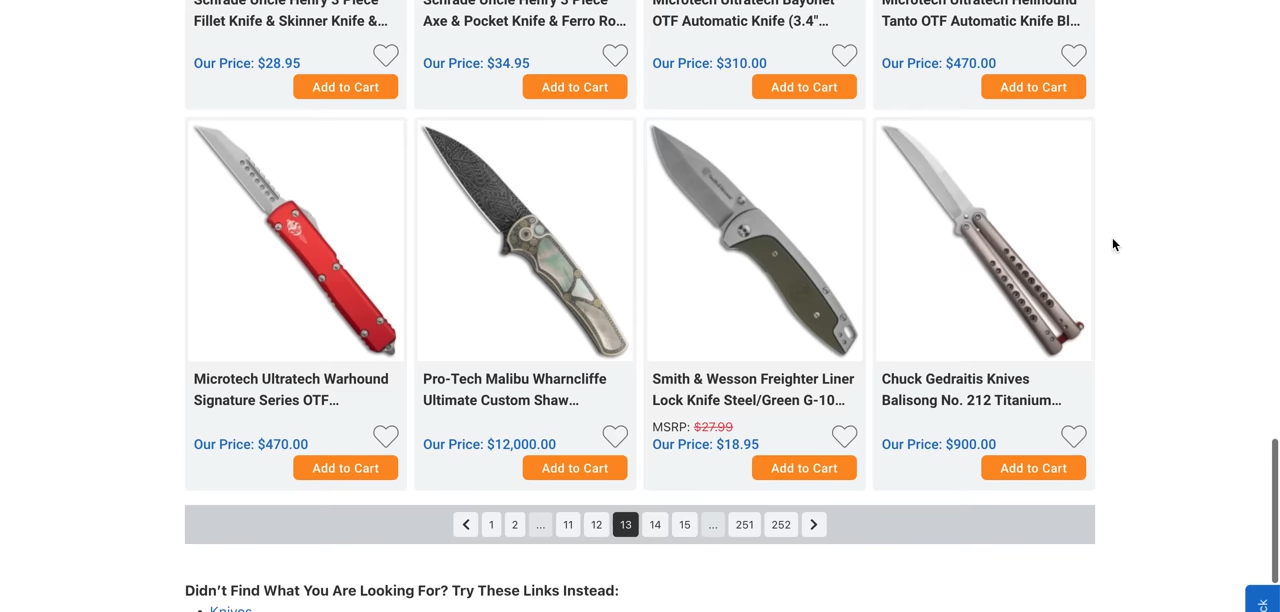 Schrade Uncle Henry 3 Piece
Fillet Knife & Skinner Knife &...
Our Price: $28.95
Add to Cart
Schrade Uncle Henry 3 Piece
Axe & Pocket Knife & Ferro Ro...
Our Price: $34.95
Add to Cart
Microtech Ultratech Bayonet
OTF Automatic Knife (3.4"...
Our Price: $310.00
Add to Cart
Microtech Ultratech Hellhound
Tanto OTF Automatic Knife Bl...
Our Price: $470.00
Add to Cart
Microtech Ultratech Warhound
Signature Series OTF...
Our Price: $470.00
Add to Cart
Pro-Tech Malibu Wharncliffe
Ultimate Custom Shaw...
Our Price: $12,000.00
Add to Cart
Smith & Wesson Freighter Liner
Lock Knife Steel/Green G-10...
MSRP: $27.99
Our Price: $18.95
Add to Cart
Chuck Gedraitis Knives
Balisong No. 212 Titanium...
Our Price: $900.00
Add to Cart
1 2 ... 11 12 13 14 15 ... 251 252
Didn't Find What You Are Looking For? Try These Links Instead:
Knives